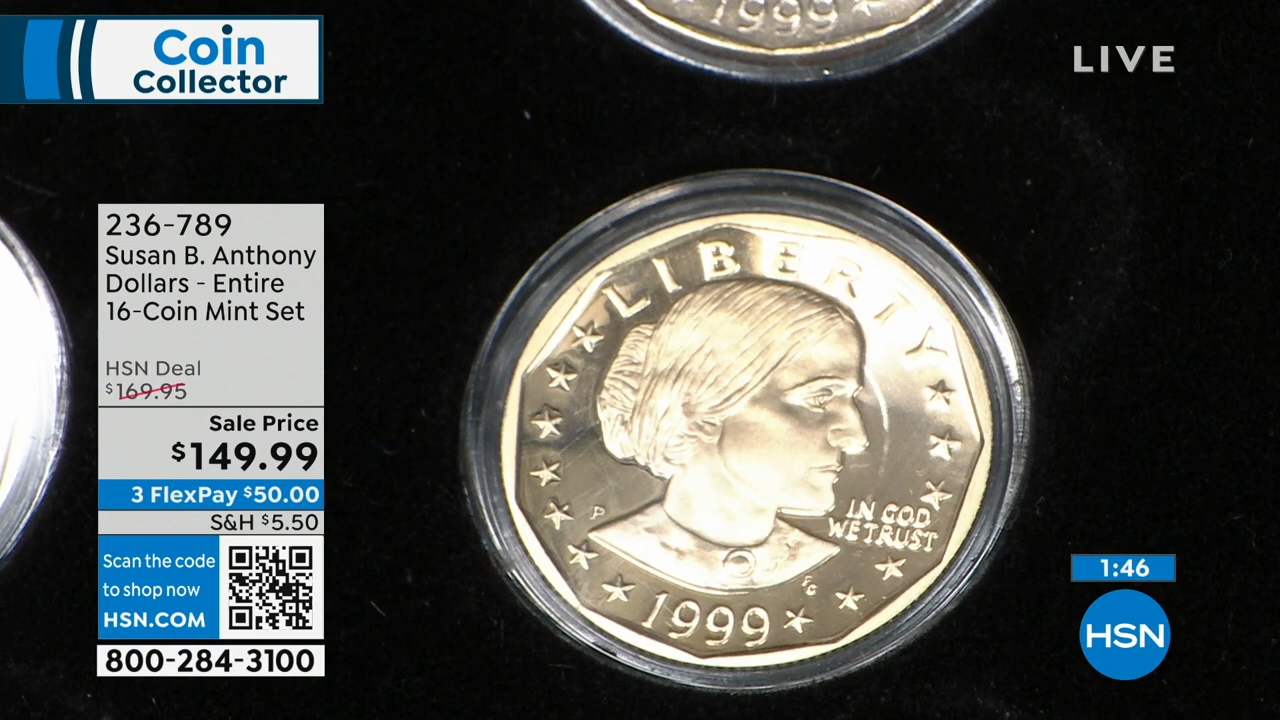 Coin
Collector
1999
LIVE
236-789
Susan B. Anthony
Dollars - Entire
16-Coin Mint Set
HSN Deal
$169.95
Sale Price
$149.99
3 FlexPay $50.00
S&H $5.50
Scan the code
to shop now
HSN.COM
800-284-3100
LIBERTY
P
IN GOD
WE TRUST
FG
1999
1:46
HSN